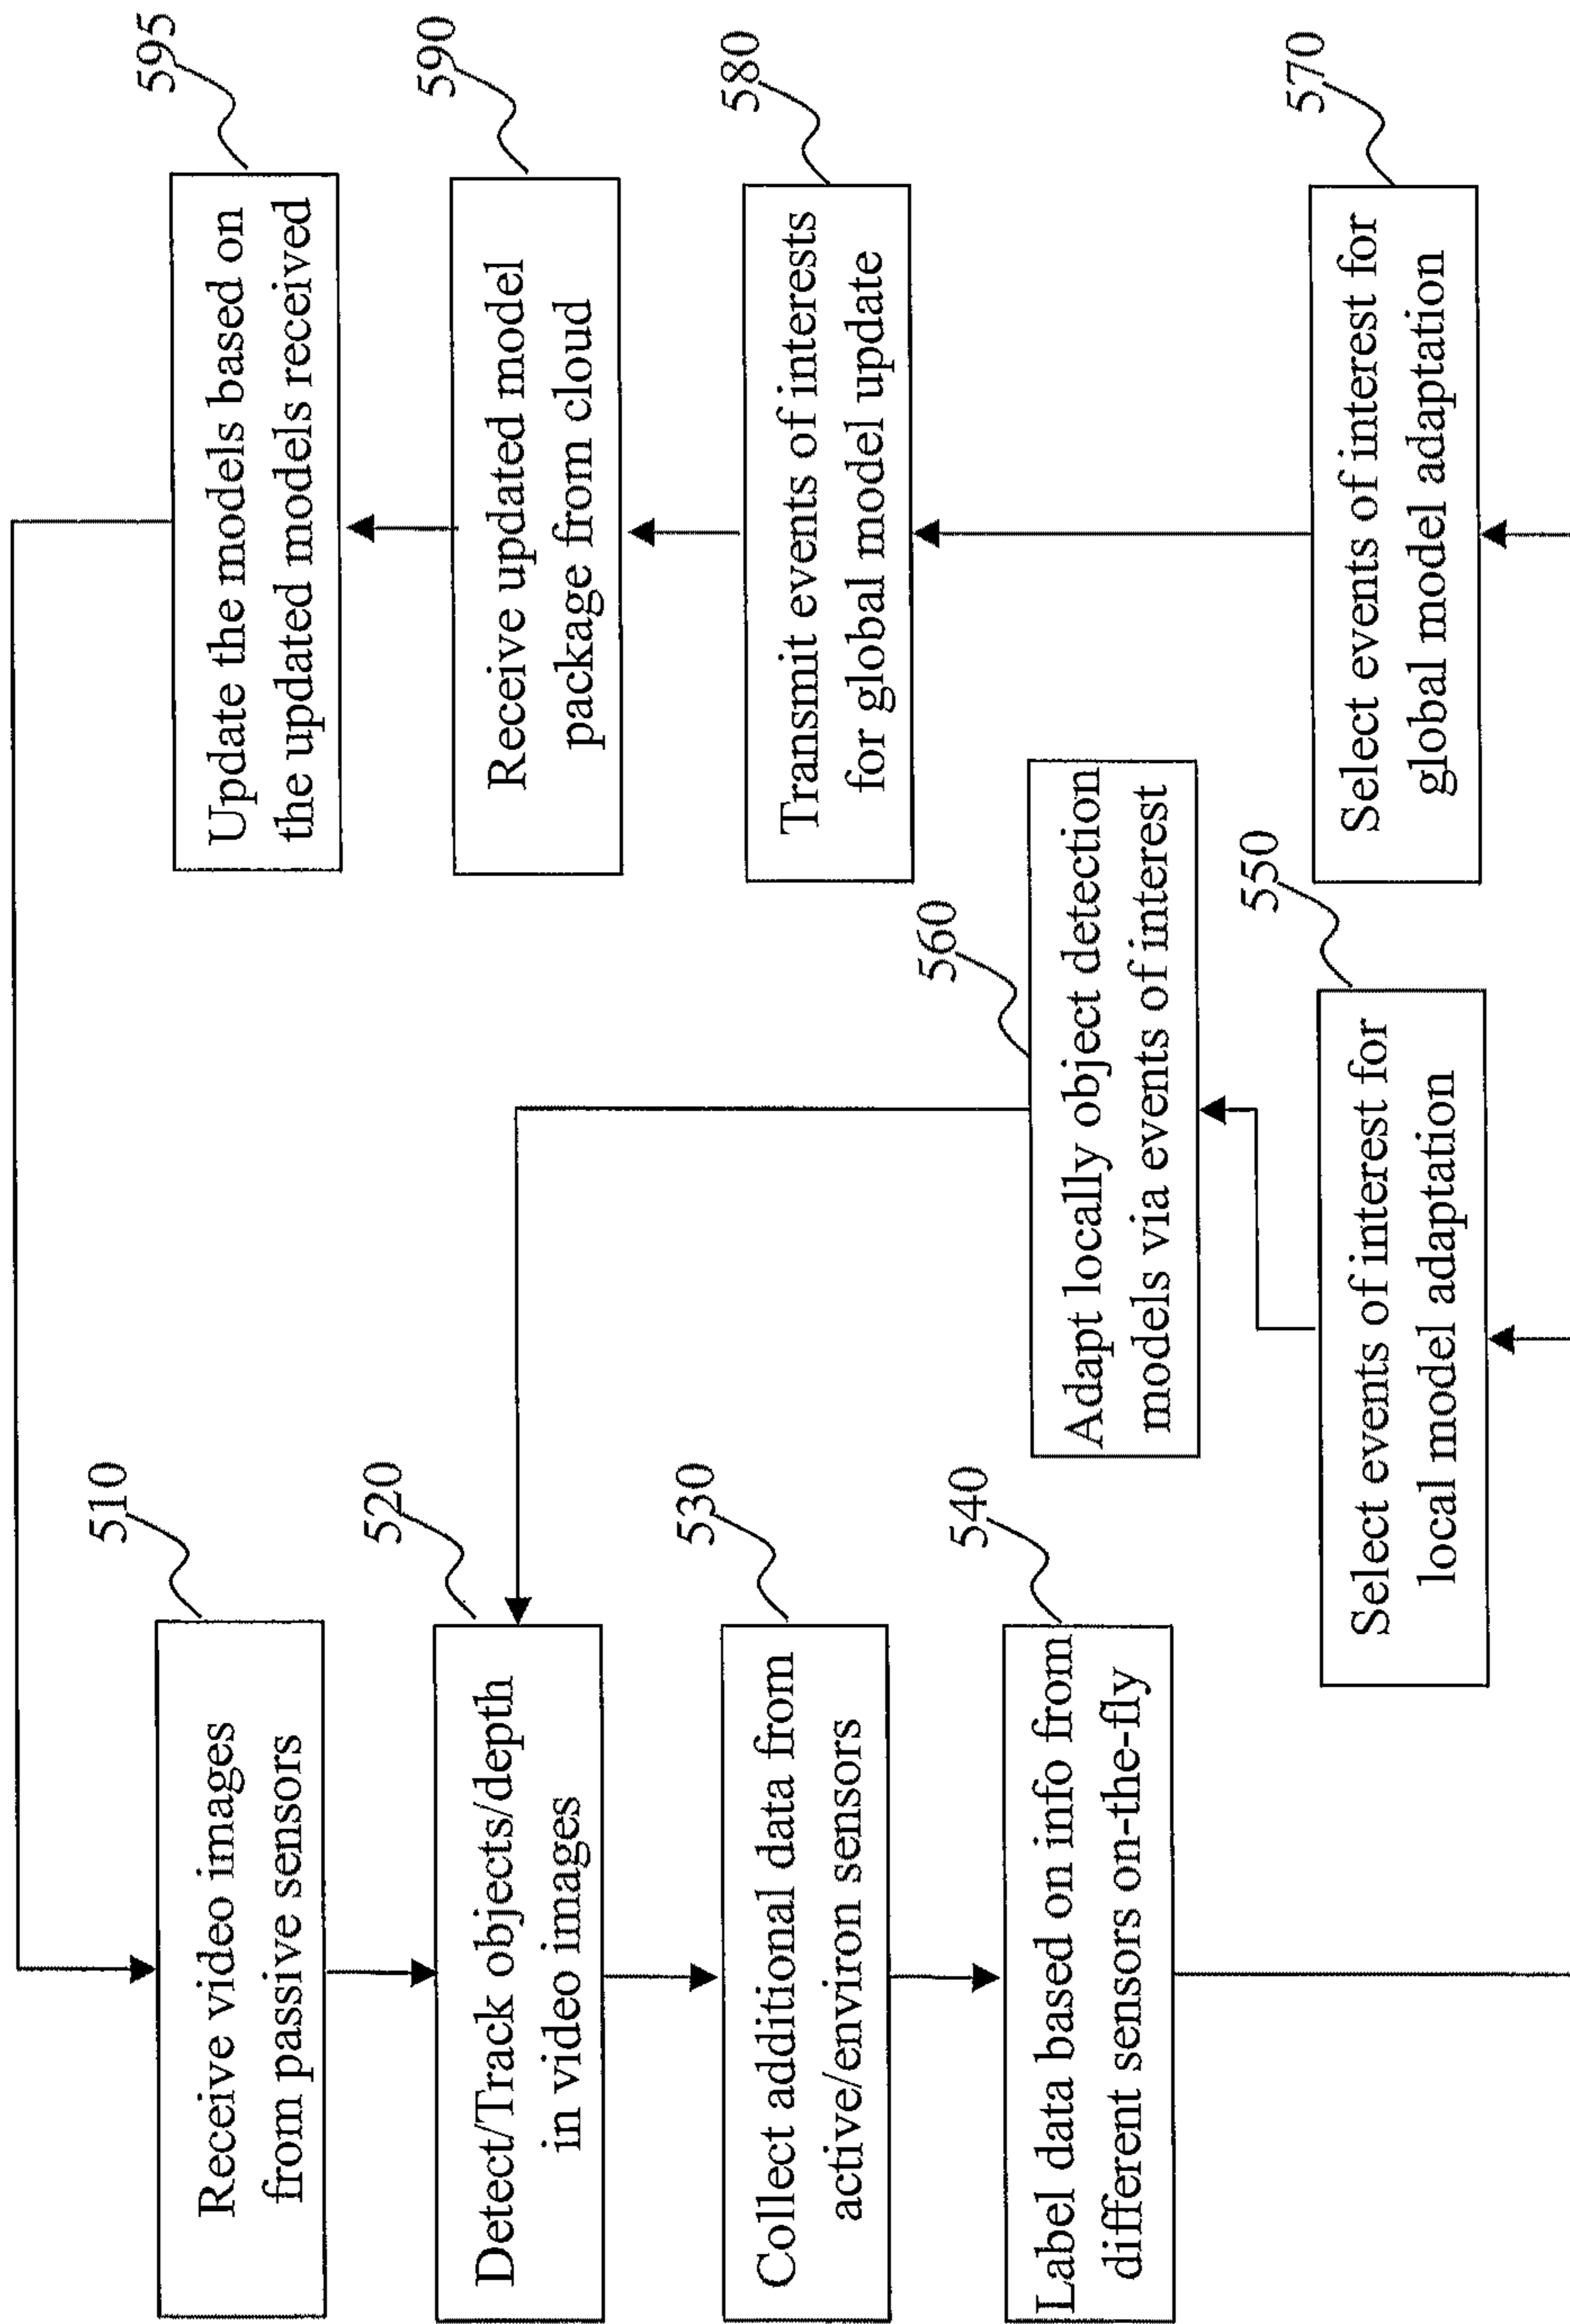 510
Receive video images
from passive sensors
520
Detect/Track objects/depth
in video images
530
Collect additional data from
active/environ sensors
540
Label data based on info from
different sensors on-the-fly
550
Select events of interest for
local model adaptation
560
Adapt locally object detection
models via events of interest
570
Select events of interest for
global model adaptation
580
Transmit events of interests
for global model update
590
Receive updated model
package from cloud
595
Update the models based on
the updated models received